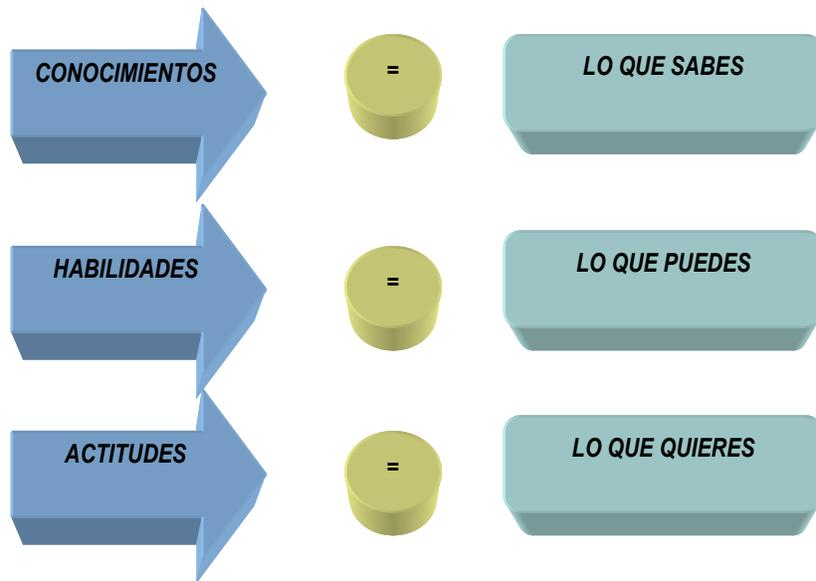 CONOCIMIENTOS = LO QUE SABES
HABILIDADES = LO QUE PUEDES
ACTITUDES = LO QUE QUIERES